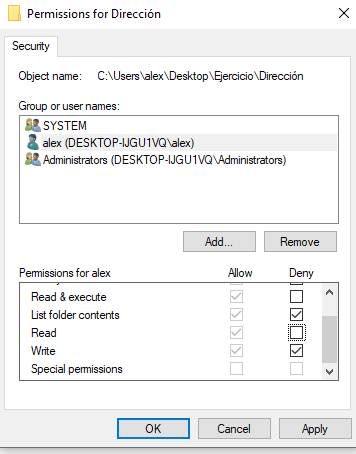 Permissions for Dirección
Security
Object name: C:\Users\alex\Desktop\Ejercicio\Dirección
Group or user names:
SYSTEM
alex (DESKTOP-IJGU1VQ\alex)
Administrators (DESKTOP-IJGU1VQ\Administrators)
Add... Remove
Permissions for alex Allow Deny
Read & execute
List folder contents
Read
Write
Special permissions
OK Cancel Apply